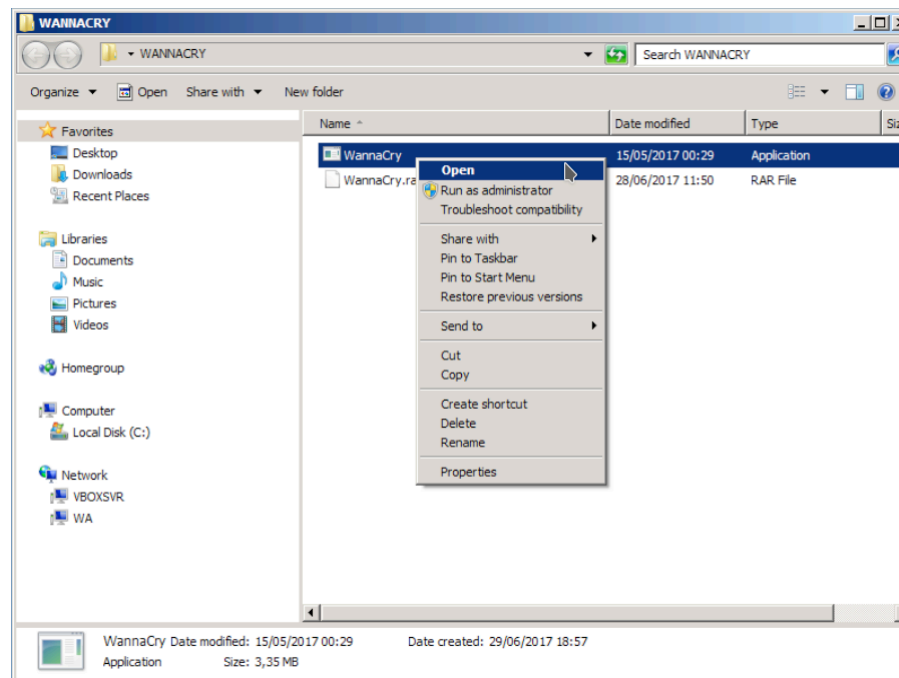 WANNACRY
WANNACRY
Search WANNACRY
Organize Open Share with New folder
Favorites
Desktop
Downloads
Recent Places
Libraries
Documents
Music
Pictures
Videos
Homegroup
Computer
Local Disk (C:)
Network
VBOXSVR
WA
Name Date modified Type
WannaCry 15/05/2017 00:29 Application
28/06/2017 11:50 RAR File
Open
Run as administrator
Troubleshoot compatibility
Share with
Pin to Taskbar
Pin to Start Menu
Restore previous versions
Send to
Cut
Copy
Create shortcut
Delete
Rename
Properties
WannaCry Date modified: 15/05/2017 00:29 Date created: 29/06/2017 18:57
Application Size: 3,35 MB